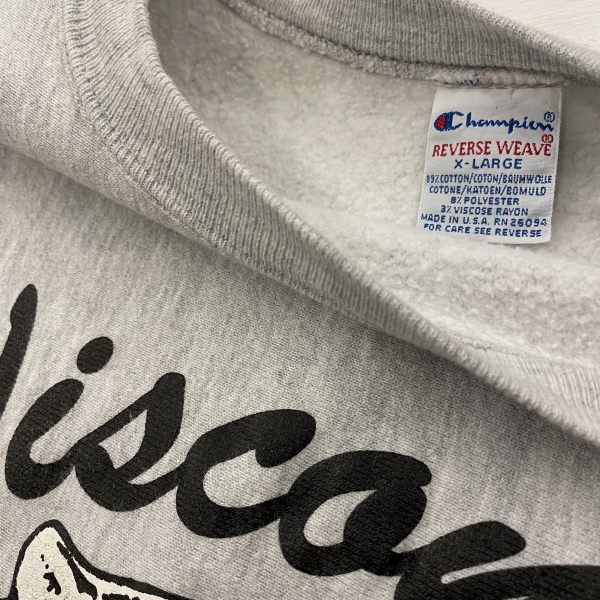 Champion®
REVERSE WEAVE®
X-LARGE
89% COTTON/COTON/BAUMWOLLE
COTONE/KATOEN/BOMULD
8% POLYESTER
3% VISCOSE RAYON
MADE IN U.S.A. RN 26094
FOR CARE SEE REVERSE